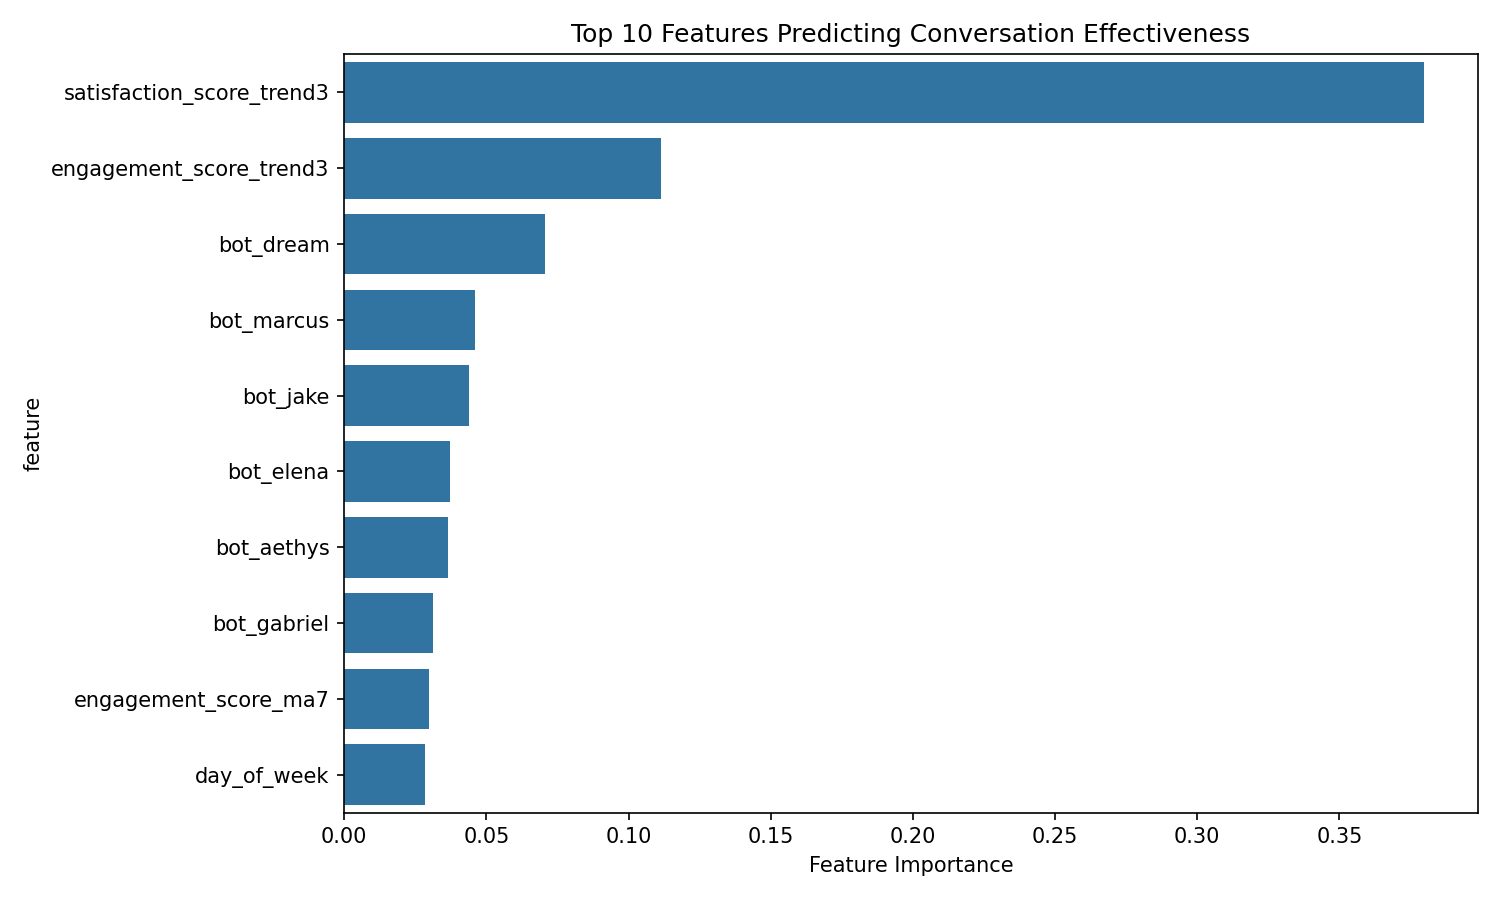 Top 10 Features Predicting Conversation Effectiveness
satisfaction_score_trend3
engagement_score_trend3
bot_dream
bot_marcus
bot_jake
bot_elena
bot_aethys
bot_gabriel
engagement_score_ma7
day_of_week
feature
0.00 0.05 0.10 0.15 0.20 0.25 0.30 0.35
Feature Importance